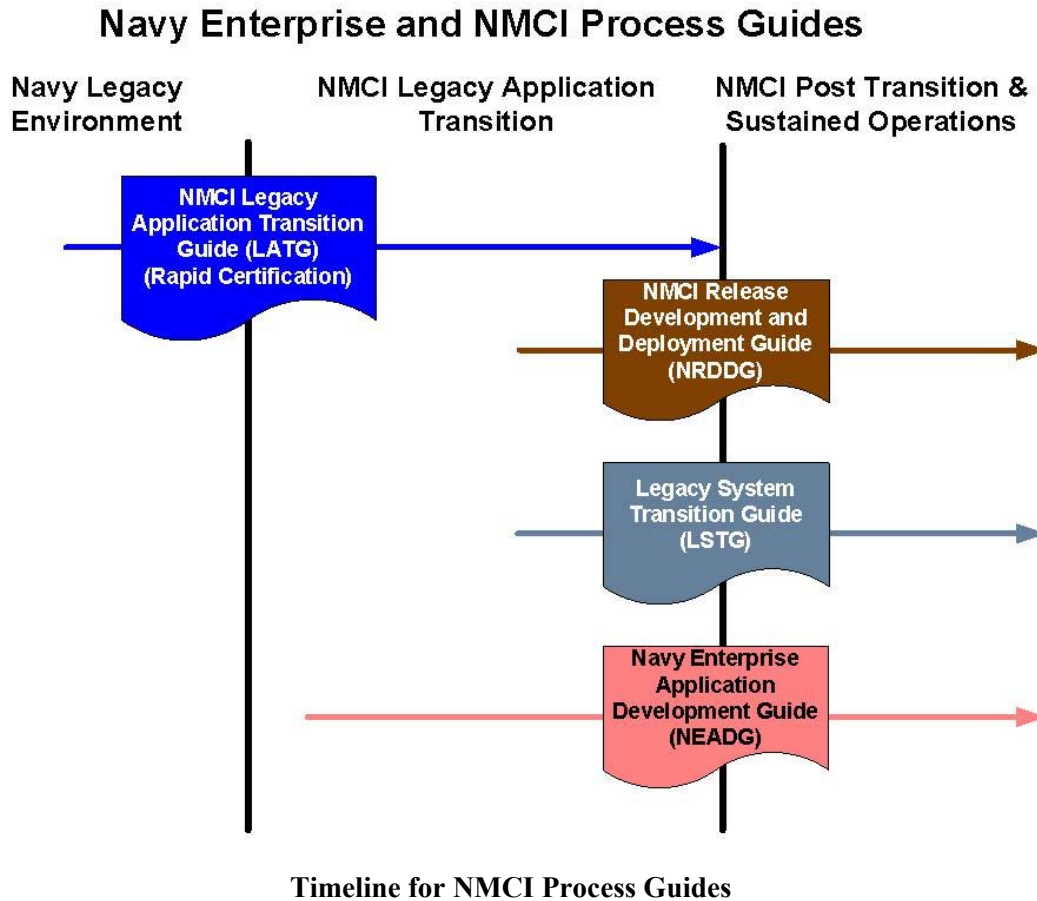 Navy Enterprise and NMCI Process Guides
Navy Legacy
Environment
NMCI Legacy Application
Transition
NMCI Post Transition &
Sustained Operations
NMCI Legacy
Application Transition
Guide (LATG)
(Rapid Certification)
NMCI Release
Development and
Deployment Guide
(NRDDG)
Legacy System
Transition Guide
(LSTG)
Navy Enterprise
Application
Development Guide
(NEADG)
Timeline for NMCI Process Guides